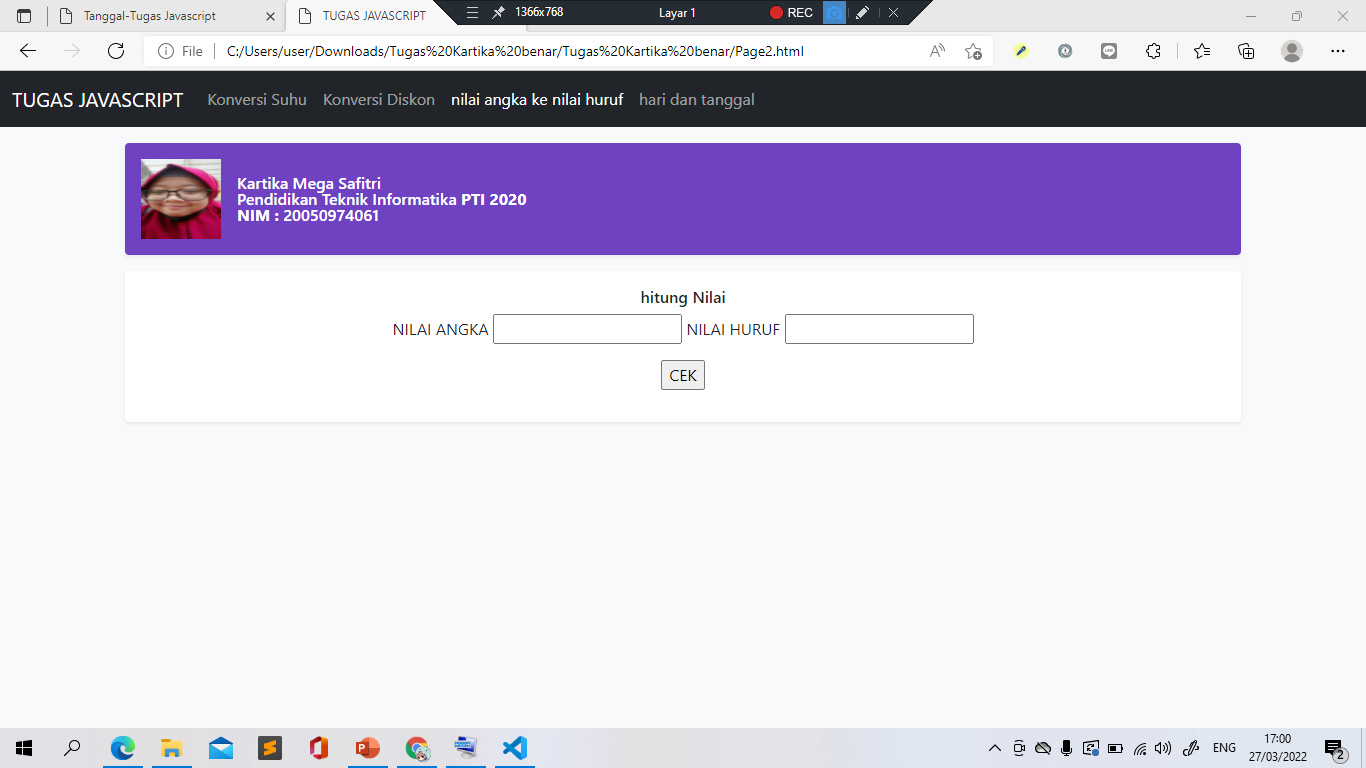 Tanggal-Tugas Javascript
TUGAS JAVASCRIPT
1366x768
Layar 1
REC
File
C:/Users/user/Downloads/Tugas%20Kartika%20benar/Tugas%20Kartika%20benar/Page2.html
TUGAS JAVASCRIPT Konversi Suhu Konversi Diskon nilai angka ke nilai huruf hari dan tanggal
Kartika Mega Safitri
Pendidikan Teknik Informatika PTI 2020
NIM : 20050974061
hitung Nilai
NILAI ANGKA NILAI HURUF
CEK
ENG
17:00
27/03/2022
2